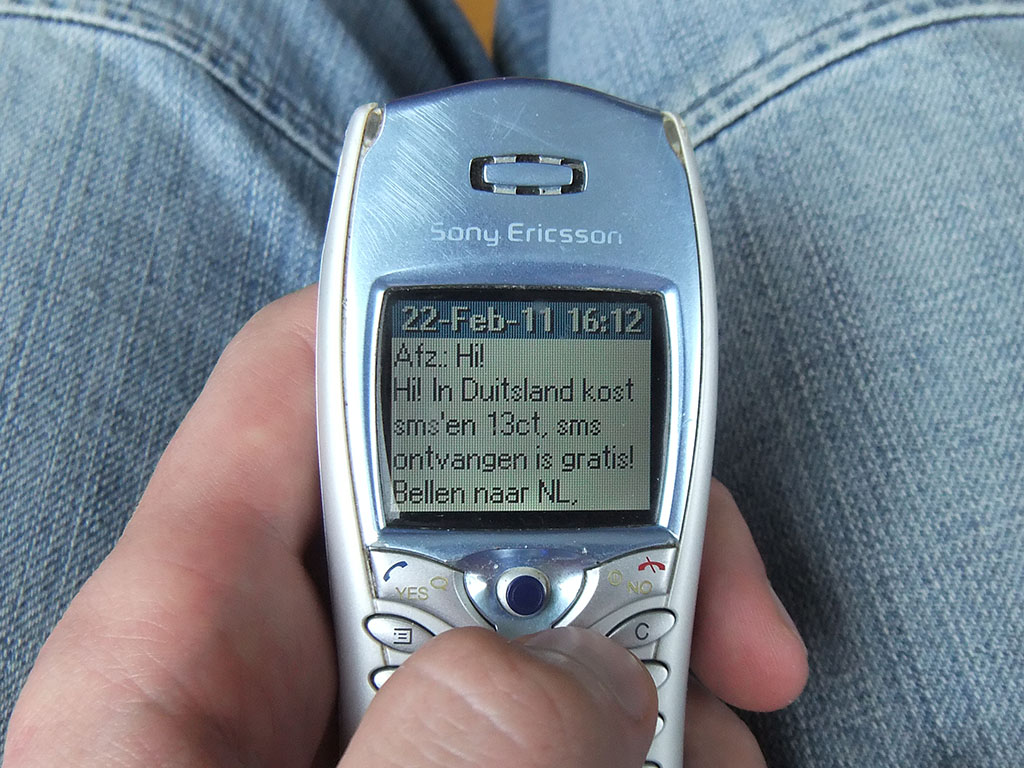 Sony Ericsson
22-Feb-11 16:12
Afz.: Hi!
Hi! In Duitsland kost
sms'en 13ct, sms
ontvangen is gratis!
Bellen naar NL,
YES NO
C